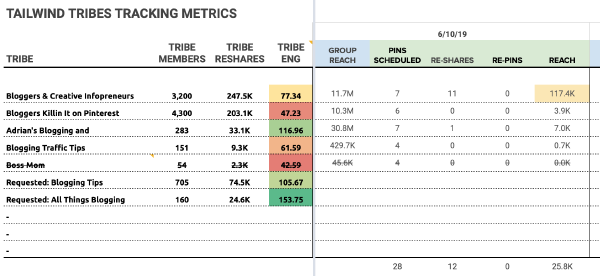 TAILWIND TRIBES TRACKING METRICS
6/10/19
TRIBE TRIBE MEMBERS TRIBE RESHARES TRIBE ENG GROUP REACH PINS SCHEDULED RE-SHARES RE-PINS REACH
Bloggers & Creative Infopreneurs 3,200 247.5K 77.34 11.7M 7 11 0 117.4K
Bloggers Killin It on Pinterest 4,300 203.1K 47.23 10.3M 6 0 0 3.9K
Adrian's Blogging and 283 33.1K 116.96 30.8M 7 1 0 7.0K
Blogging Traffic Tips 151 9.3K 61.59 429.7K 4 0 0 0.7K
Boss Mom 54 2.3K 42.59 45.6K 4 0 0 0.0K
Requested: Blogging Tips 705 74.5K 105.67
Requested: All Things Blogging 160 24.6K 153.75
-
-
-
28 12 0 25.8K